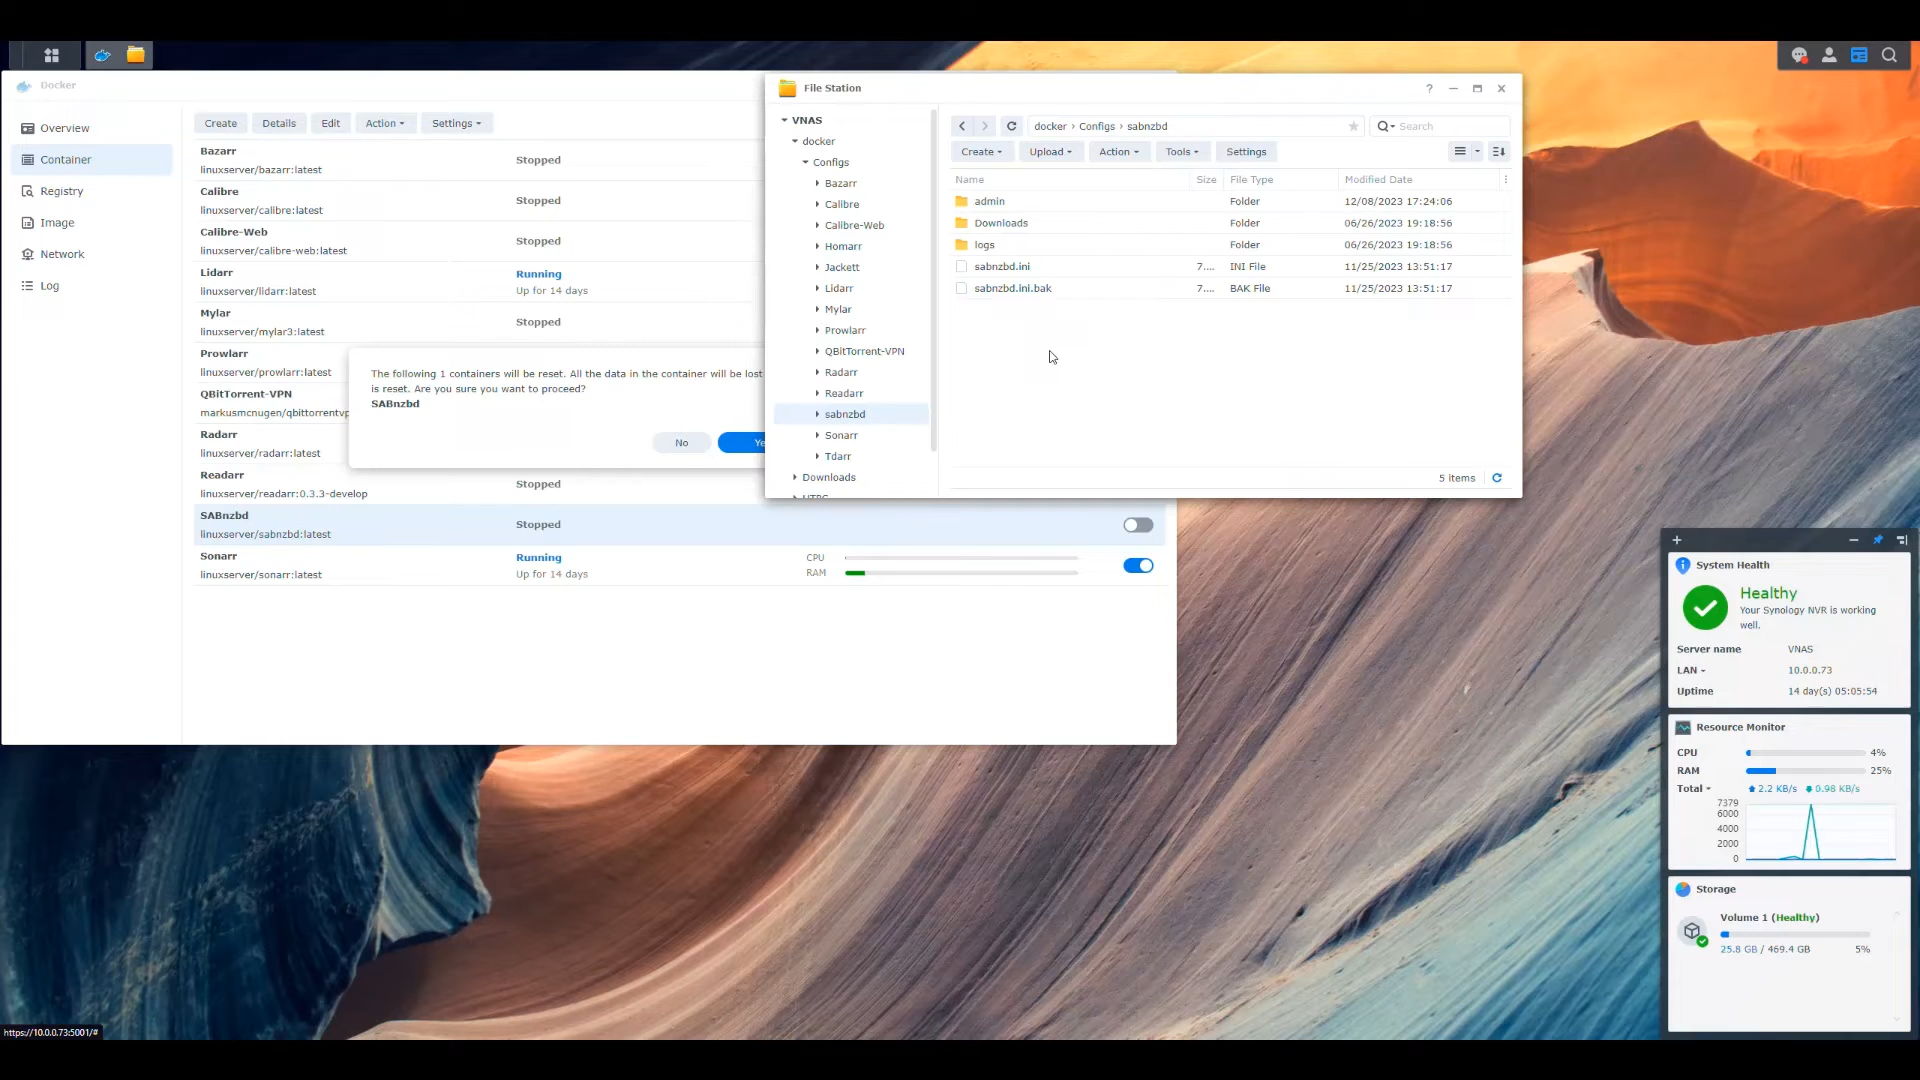 Docker
Overview
Container
Registry
Image
Network
Log
Create
Details
Edit
Action
Settings
Bazarr
linuxserver/bazarr:latest
Stopped
Calibre
linuxserver/calibre:latest
Stopped
Calibre-Web
linuxserver/calibre-web:latest
Stopped
Lidarr
linuxserver/lidarr:latest
Running
Up for 14 days
Mylar
linuxserver/mylar3:latest
Stopped
Prowlarr
linuxserver/prowlarr:latest
QBitTorrent-VPN
markusmcnugen/qbittorrentvp
Radarr
linuxserver/radarr:latest
Readarr
linuxserver/readarr:0.3.3-develop
Stopped
SABnzbd
linuxserver/sabnzbd:latest
Stopped
Sonarr
linuxserver/sonarr:latest
Running
Up for 14 days
CPU
RAM
The following 1 containers will be reset. All the data in the container will be lost
is reset. Are you sure you want to proceed?
SABnzbd
No
Ye
File Station
?
VNAS
docker
Configs
Bazarr
Calibre
Calibre-Web
Homarr
Jackett
Lidarr
Mylar
Prowlarr
QBitTorrent-VPN
Radarr
Readarr
sabnzbd
Sonarr
Tdarr
Downloads
docker › Configs › sabnzbd
Search
Create
Upload
Action
Tools
Settings
Name Size File Type Modified Date
admin Folder 12/08/2023 17:24:06
Downloads Folder 06/26/2023 19:18:56
logs Folder 06/26/2023 19:18:56
sabnzbd.ini 7.... INI File 11/25/2023 13:51:17
sabnzbd.ini.bak 7.... BAK File 11/25/2023 13:51:17
5 items
System Health
Healthy
Your Synology NVR is working
well.
Server name VNAS
LAN 10.0.0.73
Uptime 14 day(s) 05:05:54
Resource Monitor
CPU 4%
RAM 25%
Total 2.2 KB/s 0.98 KB/s
7379
6000
4000
2000
0
Storage
Volume 1 (Healthy)
25.8 GB / 469.4 GB 5%
https://10.0.0.73:5001/#